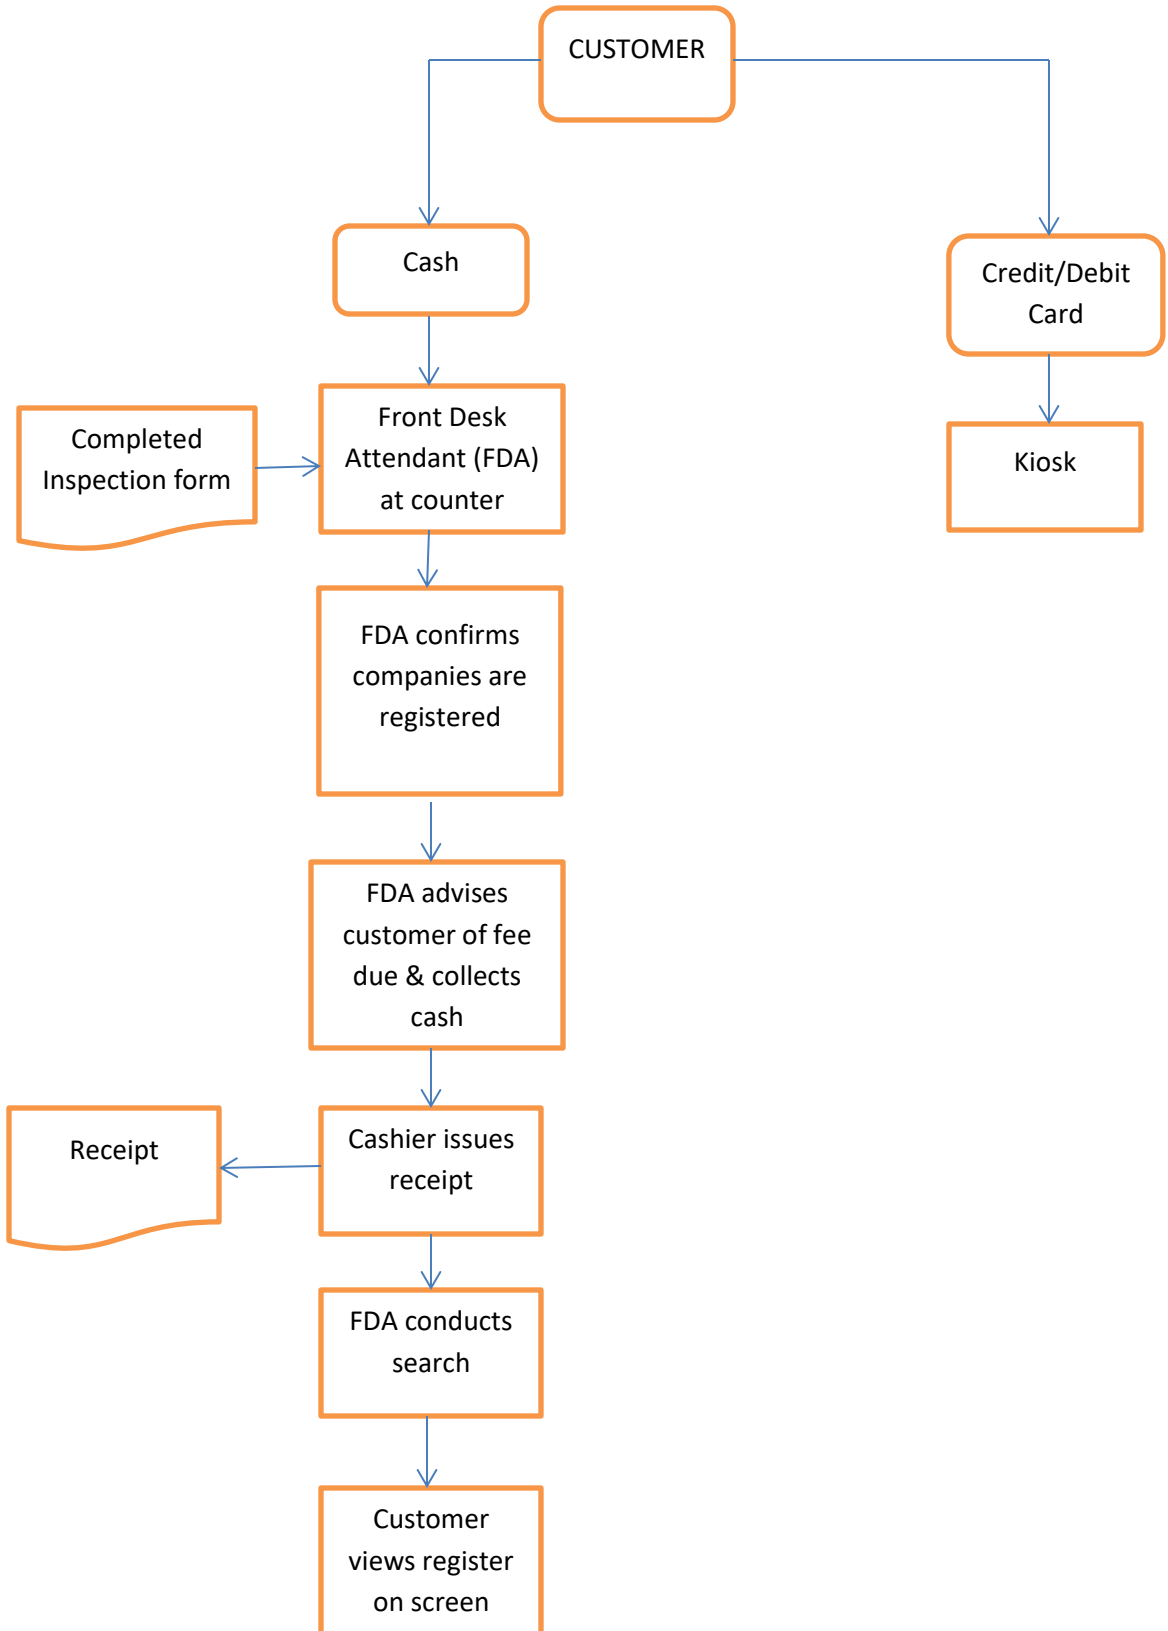 CUSTOMER
Cash
Credit/Debit
Card
Completed
Inspection form
Front Desk
Attendant (FDA)
at counter
Kiosk
FDA confirms
companies are
registered
FDA advises
customer of fee
due & collects
cash
Receipt
Cashier issues
receipt
FDA conducts
search
Customer
views register
on screen